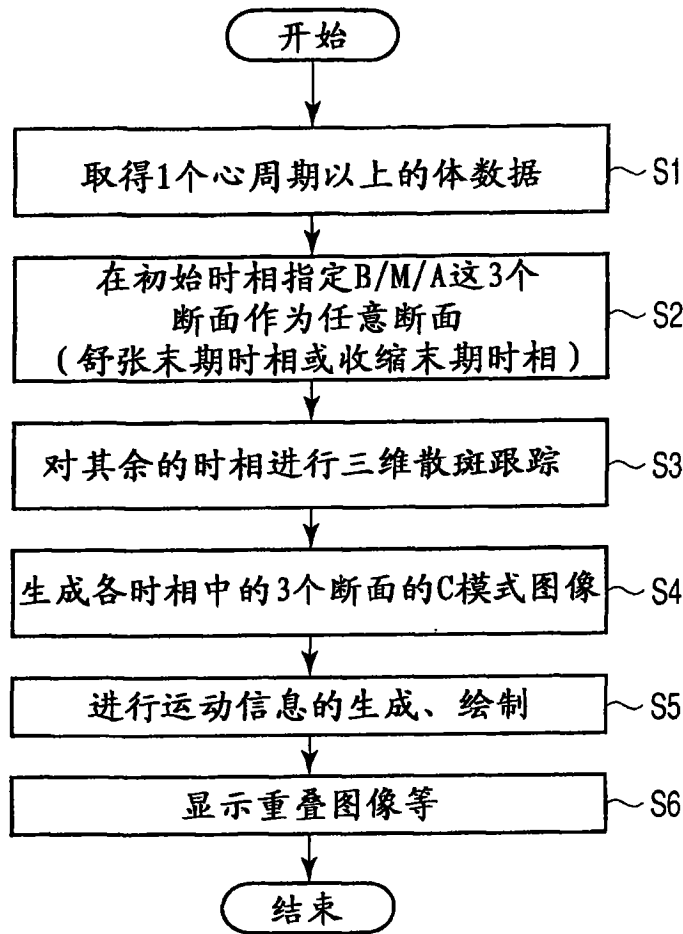 开始
取得1个心周期以上的体数据
S1
在初始时相指定B/M/A这3个
断面作为任意断面
(舒张末期时相或收缩末期时相)
S2
对其余的时相进行三维散斑跟踪
S3
生成各时相中的3个断面的C模式图像
S4
进行运动信息的生成、绘制
S5
显示重叠图像等
S6
结束